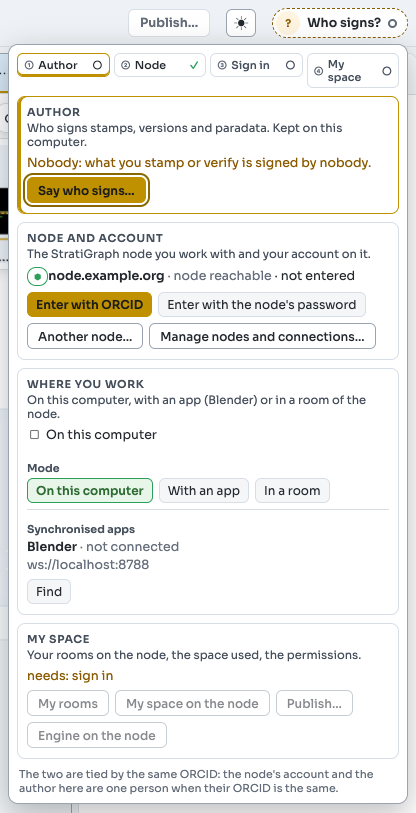 Publish...
? Who signs?
1 Author
2 Node ✓
3 Sign in
4 My space
AUTHOR
Who signs stamps, versions and paradata. Kept on this
computer.
Nobody: what you stamp or verify is signed by nobody.
Say who signs...
NODE AND ACCOUNT
The StratiGraph node you work with and your account on it.
node.example.org · node reachable · not entered
Enter with ORCID
Enter with the node's password
Another node...
Manage nodes and connections...
WHERE YOU WORK
On this computer, with an app (Blender) or in a room of the
node.
On this computer
Mode
On this computer
With an app
In a room
Synchronised apps
Blender · not connected
ws://localhost:8788
Find
MY SPACE
Your rooms on the node, the space used, the permissions.
needs: sign in
My rooms
My space on the node
Publish...
Engine on the node
The two are tied by the same ORCID: the node's account and the
author here are one person when their ORCID is the same.